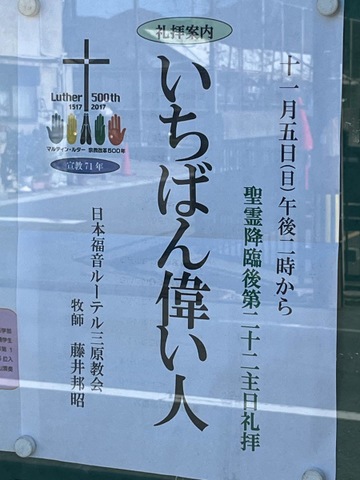 礼拝案内
十一月五日(日)午後二時から
聖霊降臨後第二十二主日礼拝
いちばん偉い人
Luther 500th
1517 2017
マルティン・ルター 宗教改革500年
宣教71年
日本福音ルーテル三原教会
牧師 藤井邦昭